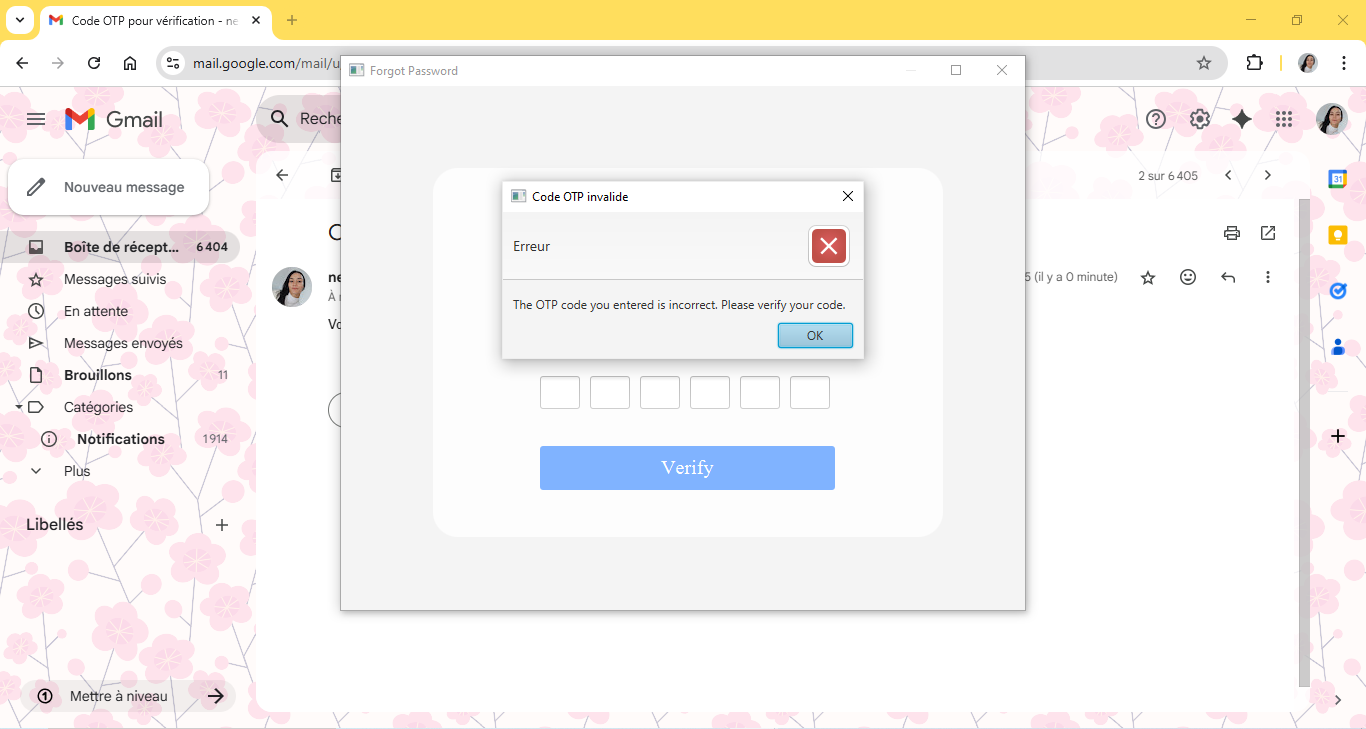 Code OTP pour vérification - ne
mail.google.com/mail/u
Forgot Password
Gmail
Reche
Nouveau message
2 sur 6 405
31
Code OTP invalide
Boîte de récept... 6 404
Erreur
Messages suivis
ne
5 (il y a 0 minute)
À
The OTP code you entered is incorrect. Please verify your code.
En attente
Vo
OK
Messages envoyés
Brouillons 11
Catégories
Notifications 1 914
Verify
Plus
Libellés
Mettre à niveau